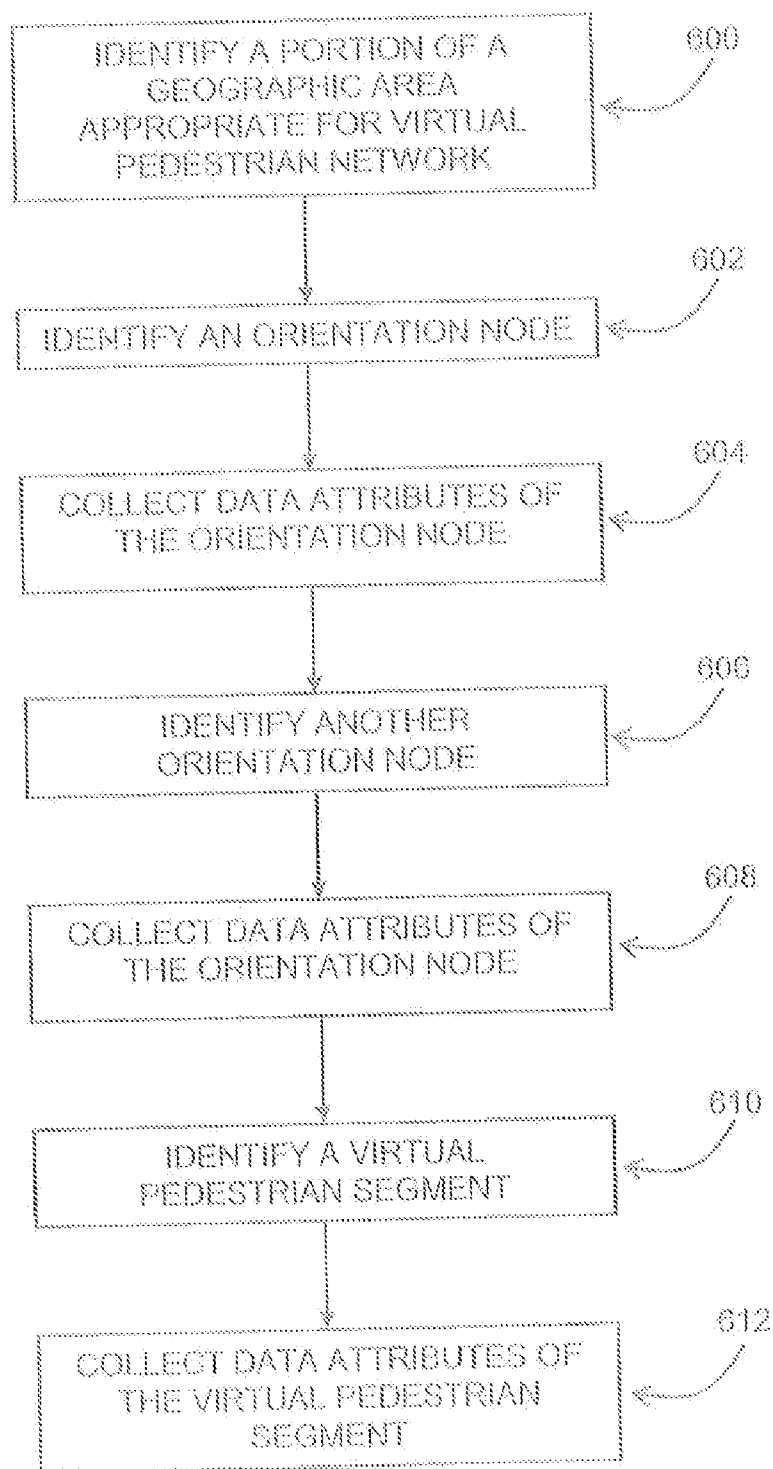 IDENTIFY A PORTION OF A
GEOGRAPHIC AREA
APPROPRIATE FOR VIRTUAL
PEDESTRIAN NETWORK
600
602
IDENTIFY AN ORIENTATION NODE
604
COLLECT DATA ATTRIBUTES OF
THE ORIENTATION NODE
606
IDENTIFY ANOTHER
ORIENTATION NODE
608
COLLECT DATA ATTRIBUTES OF
THE ORIENTATION NODE
610
IDENTIFY A VIRTUAL
PEDESTRIAN SEGMENT
612
COLLECT DATA ATTRIBUTES OF
THE VIRTUAL PEDESTRIAN
SEGMENT